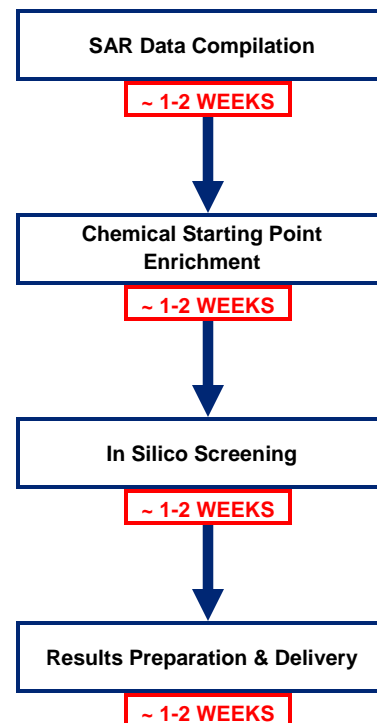 SAR Data Compilation
~ 1-2 WEEKS
Chemical Starting Point
Enrichment
~ 1-2 WEEKS
In Silico Screening
~ 1-2 WEEKS
Results Preparation & Delivery
~ 1-2 WEEKS